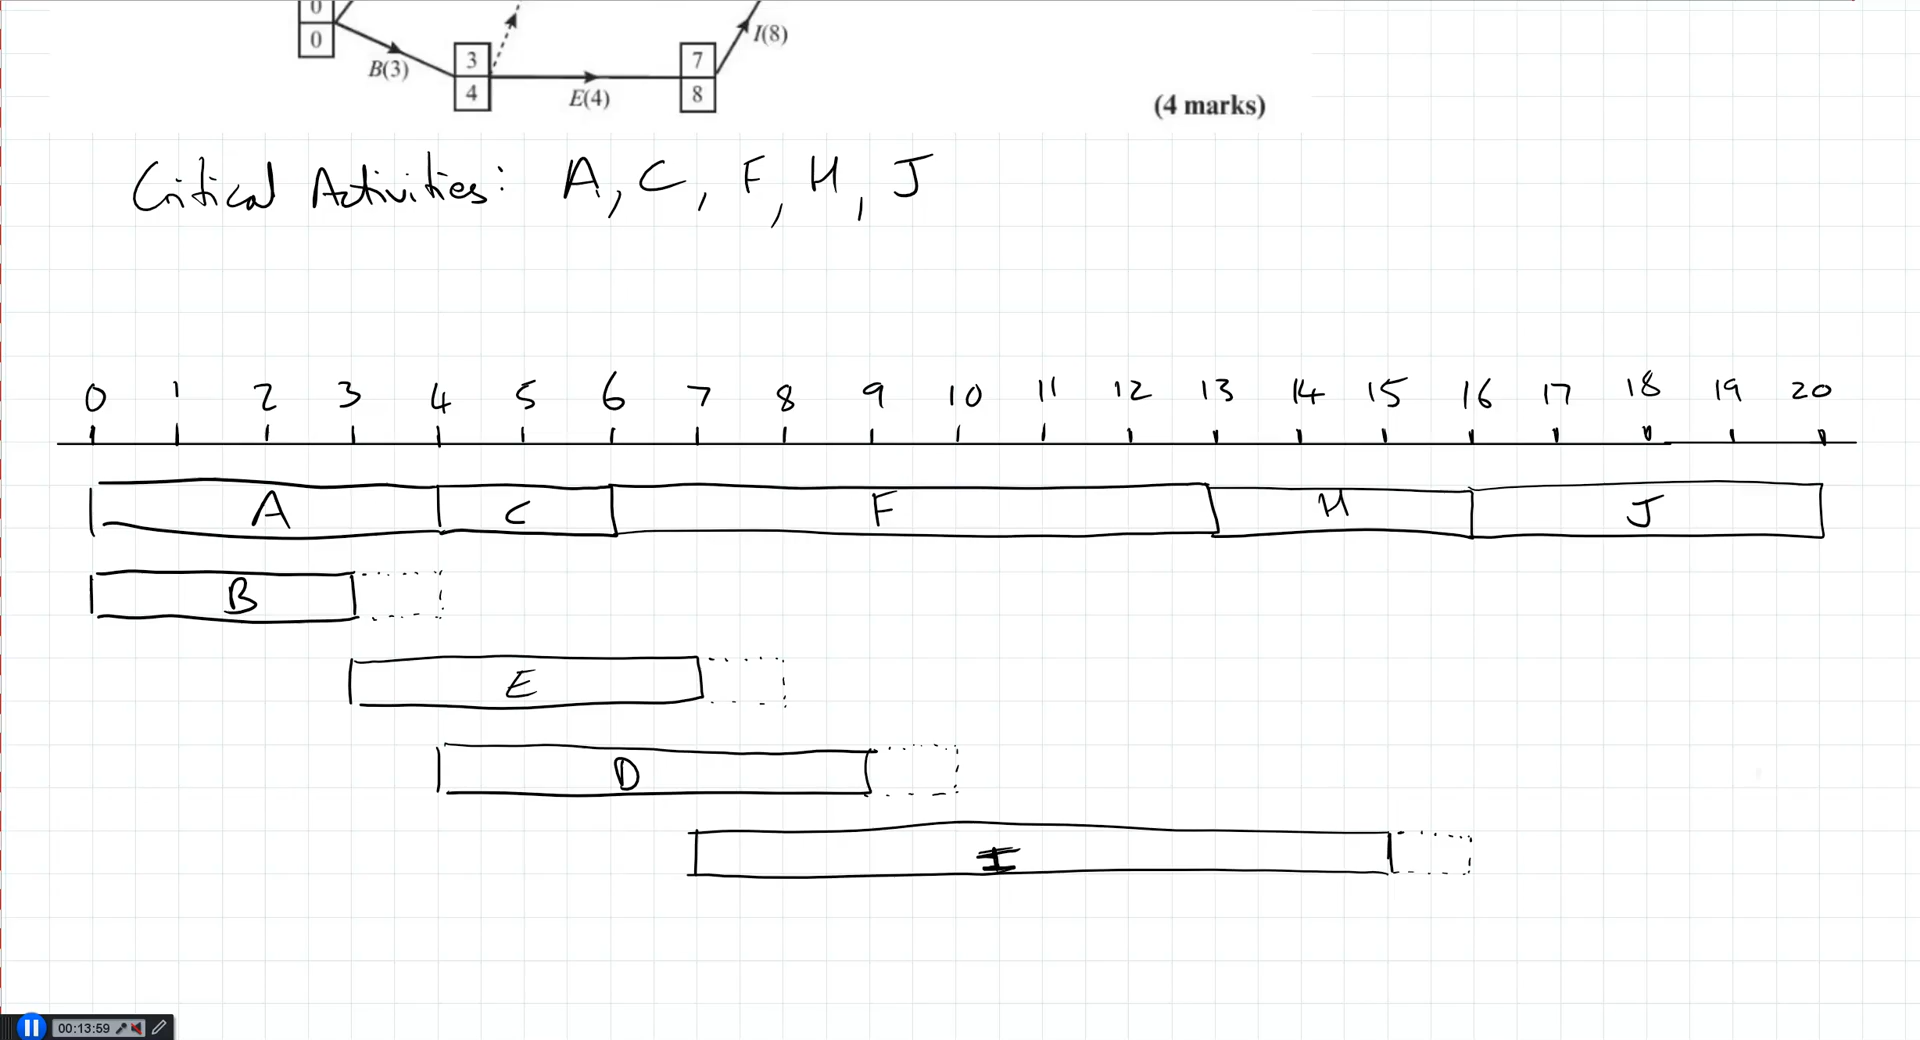 0
0
B(3)
3
4
E(4)
7
8
I(8)
(4 marks)
Critical Activities: A, C, F, H, J
0 1 2 3 4 5 6 7 8 9 10 11 12 13 14 15 16 17 18 19 20
A C F H J
B
E
D
I
00:13:59